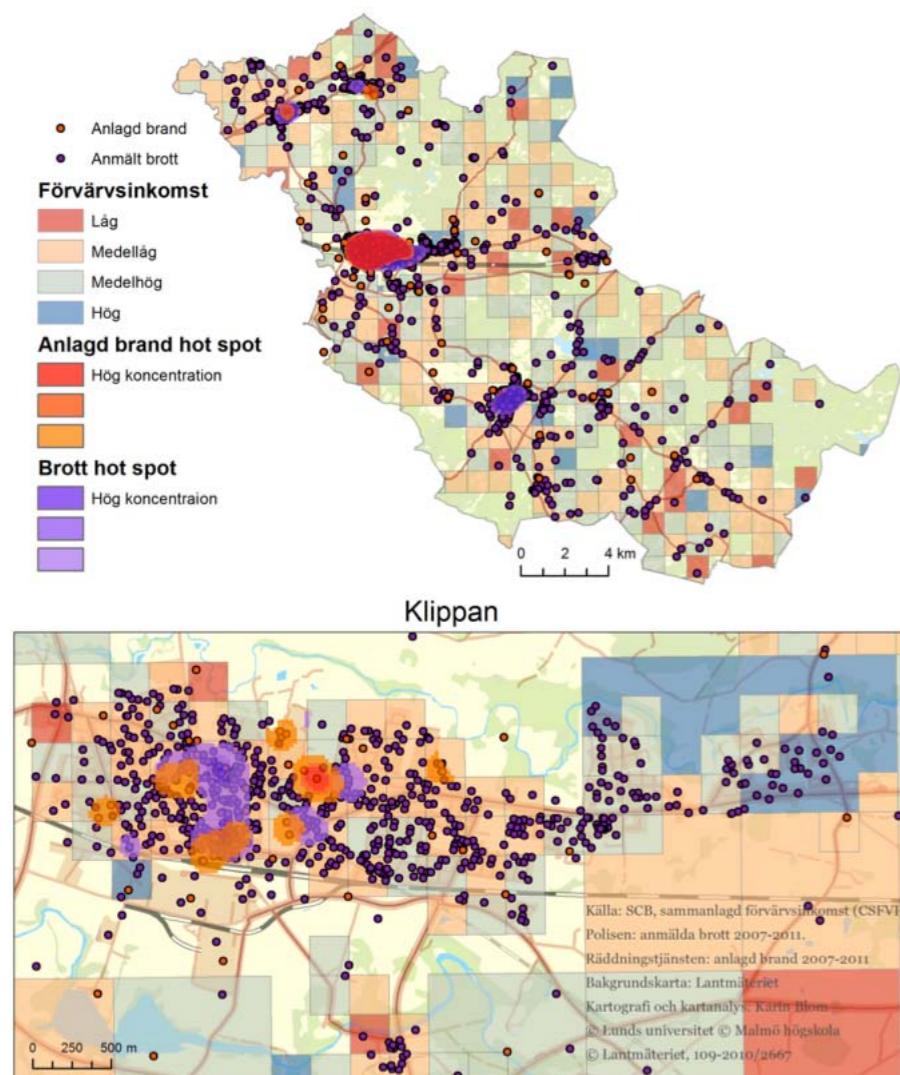 Anlagd brand
Anmält brott
Förvärvsinkomst
Låg
Medellåg
Medelhög
Hög
Anlagd brand hot spot
Hög koncentration
Brott hot spot
Hög koncentraion
0 2 4 km
Klippan
Källa: SCB, sammanlagd förvärvsinkomst (CSFVI
Polisen: anmälda brott 2007-2011.
Räddningstjänsten: anlagd brand 2007-2011
Bakgrundskarta: Lantmäteriet
Kartografi och kartanalys: Karin Blom
© Lunds universitet © Malmö högskola
© Lantmäteriet, 109-2010/2667
0 250 500 m